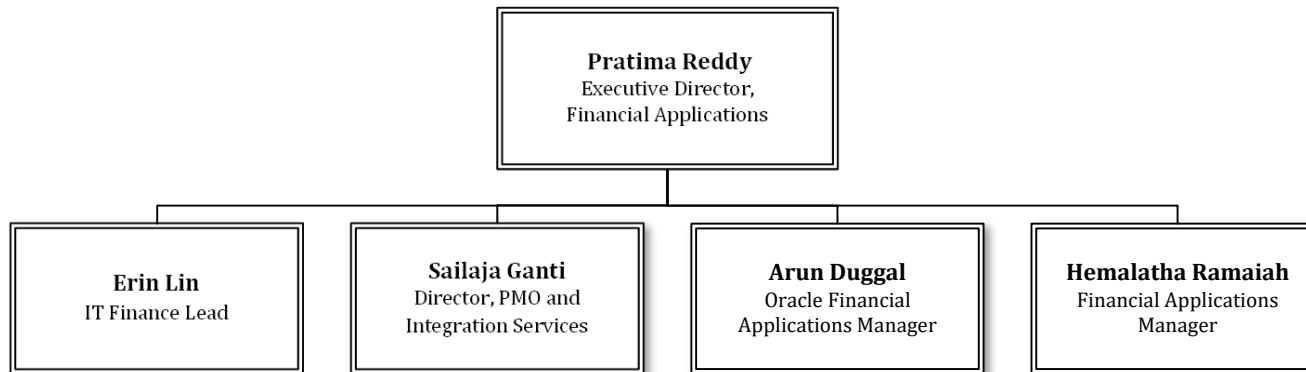 Pratima Reddy
Executive Director,
Financial Applications
Erin Lin
IT Finance Lead
Sailaja Ganti
Director, PMO and
Integration Services
Arun Duggal
Oracle Financial
Applications Manager
Hemalatha Ramaiah
Financial Applications
Manager